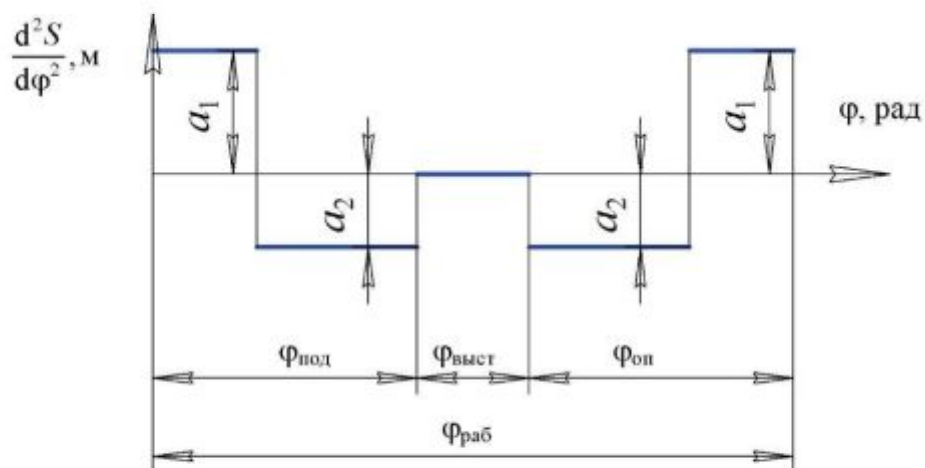 d²S
dφ² , м
a₁
a₁
φ, рад
a₂
a₂
φпод
φвыст
φоп
φраб